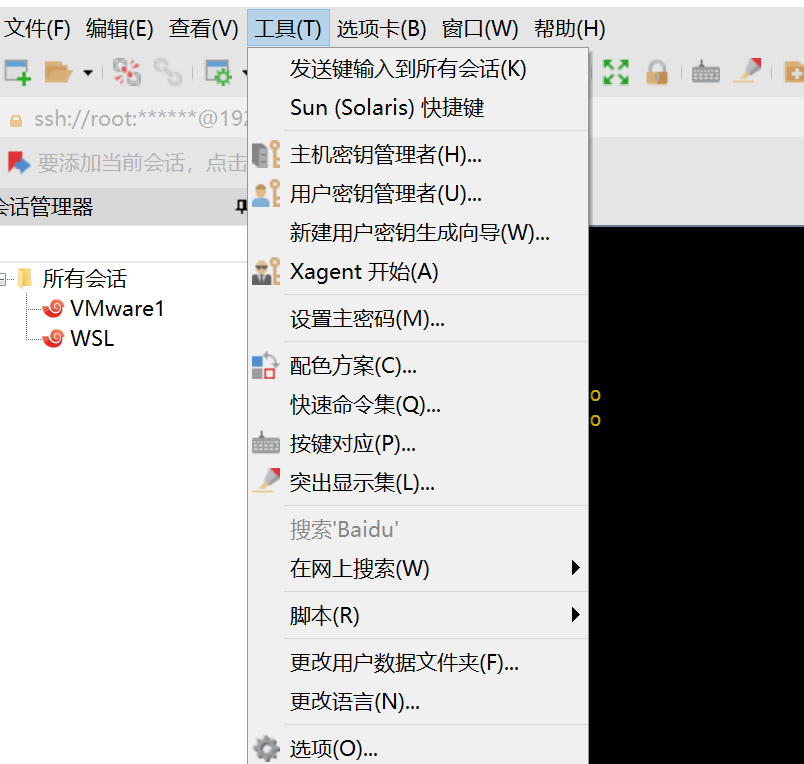 文件(F) 编辑(E) 查看(V) 工具(T) 选项卡(B) 窗口(W) 帮助(H)
ssh://root:******@192
要添加当前会话，点击
会话管理器
所有会话
VMware1
WSL
发送键输入到所有会话(K)
Sun (Solaris) 快捷键
主机密钥管理者(H)...
用户密钥管理者(U)...
新建用户密钥生成向导(W)...
Xagent 开始(A)
设置主密码(M)...
配色方案(C)...
快速命令集(Q)...
按键对应(P)...
突出显示集(L)...
搜索'Baidu'
在网上搜索(W)
脚本(R)
更改用户数据文件夹(F)...
更改语言(N)...
选项(O)...
o
o